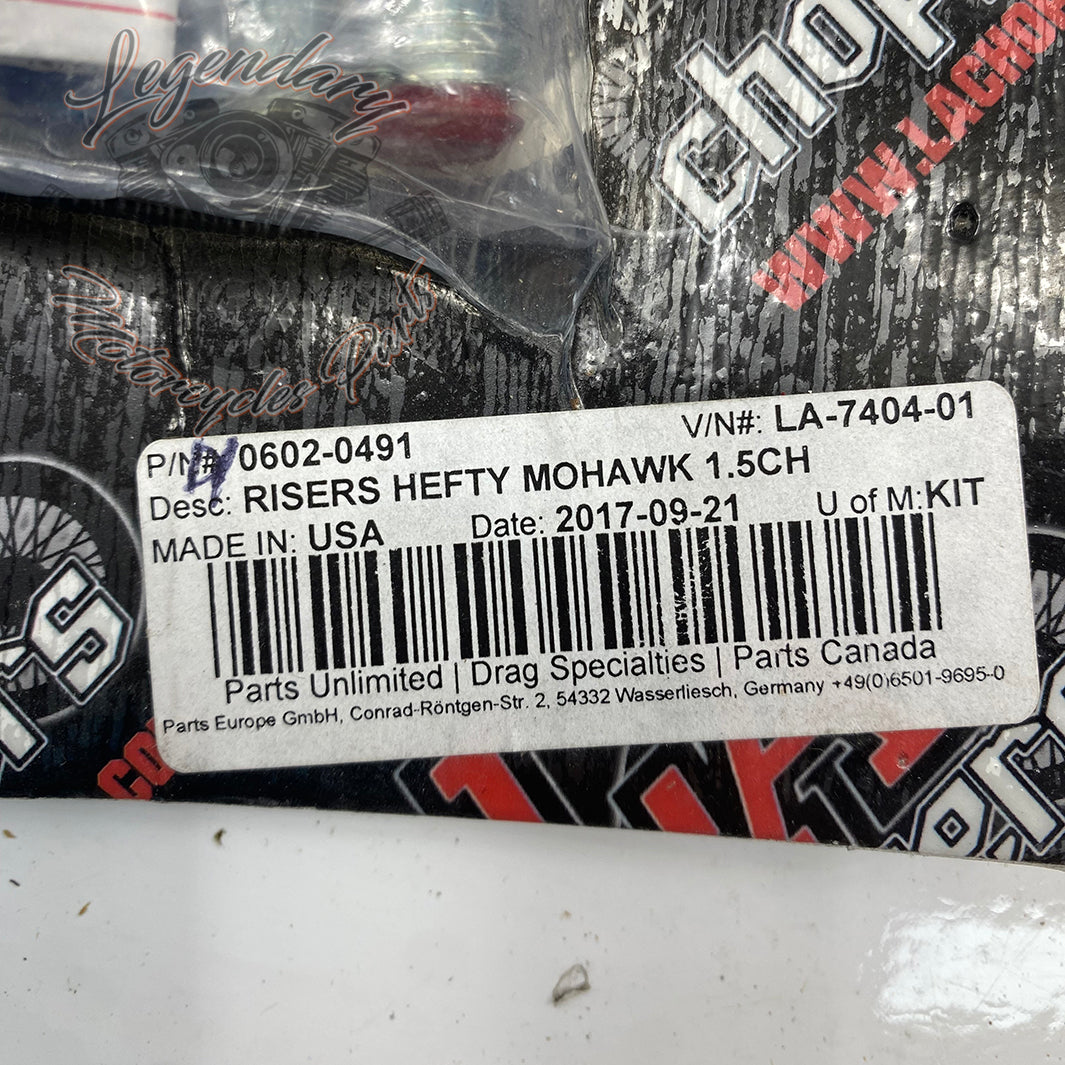 Legendary
Motorcycles Parts
chop
WWW.LACHO
P/N# 0602-0491
V/N#: LA-7404-01
Desc: RISERS HEFTY MOHAWK 1.5CH
MADE IN: USA Date: 2017-09-21 U of M:KIT
Parts Unlimited | Drag Specialties | Parts Canada
Parts Europe GmbH, Conrad-Röntgen-Str. 2, 54332 Wasserliesch, Germany +49(0)6501-9695-0
rs
.CO